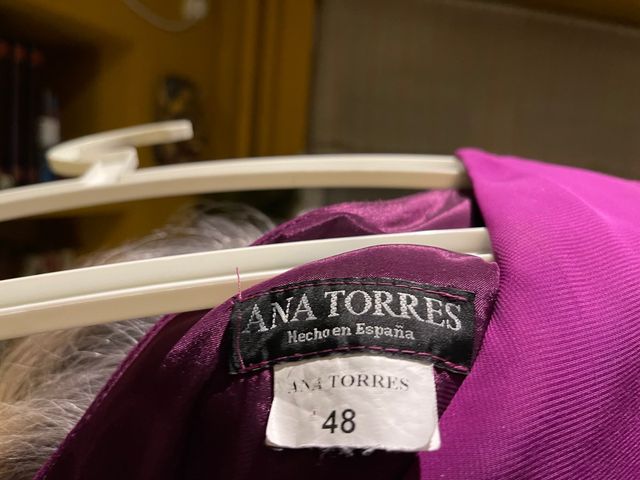 ANA TORRES
Hecho en España
ANA TORRES
48